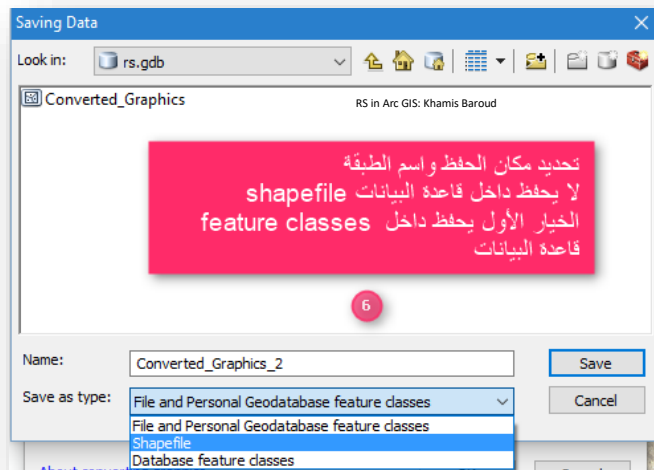 Saving Data
Look in: rs.gdb
Converted_Graphics
RS in Arc GIS: Khamis Baroud
تحديد مكان الحفظ و اسم الطبقة
لا يحفظ داخل قاعدة البيانات shapefile
الخيار الأول يحفظ داخل feature classes
قاعدة البيانات
6
Name: Converted_Graphics_2 Save
Save as type: File and Personal Geodatabase feature classes Cancel
File and Personal Geodatabase feature classes
Shapefile
Database feature classes